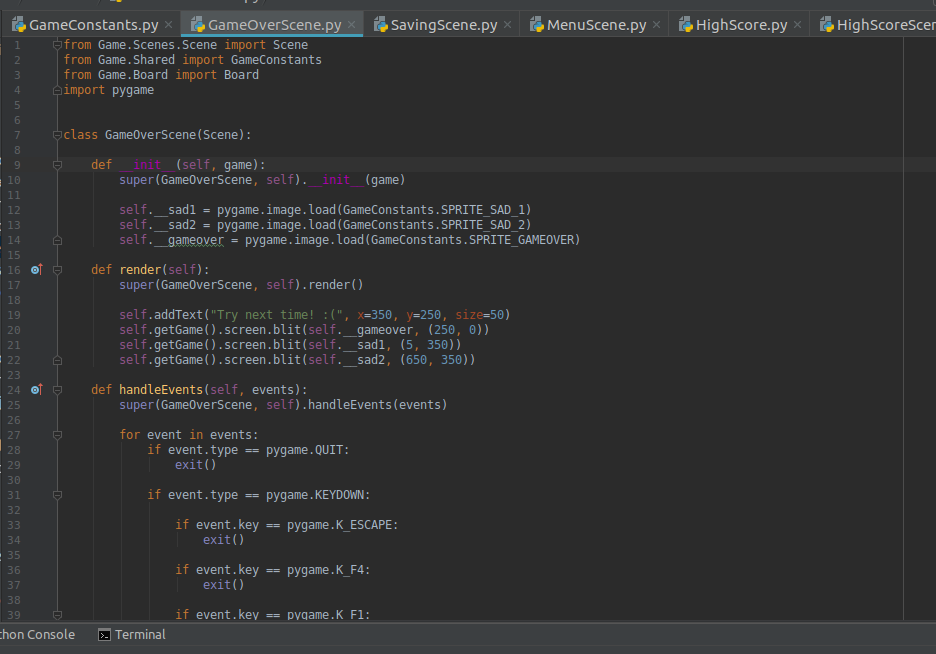 GameConstants.py GameOverScene.py SavingScene.py MenuScene.py HighScore.py HighScoreScen
1 from Game.Scenes.Scene import Scene
2 from Game.Shared import GameConstants
3 from Game.Board import Board
4 import pygame
5
6
7 class GameOverScene(Scene):
8
9 def __init__(self, game):
10 super(GameOverScene, self).__init__(game)
11
12 self.__sad1 = pygame.image.load(GameConstants.SPRITE_SAD_1)
13 self.__sad2 = pygame.image.load(GameConstants.SPRITE_SAD_2)
14 self.__gameover = pygame.image.load(GameConstants.SPRITE_GAMEOVER)
15
16 def render(self):
17 super(GameOverScene, self).render()
18
19 self.addText("Try next time! :(", x=350, y=250, size=50)
20 self.getGame().screen.blit(self.__gameover, (250, 0))
21 self.getGame().screen.blit(self.__sad1, (5, 350))
22 self.getGame().screen.blit(self.__sad2, (650, 350))
23
24 def handleEvents(self, events):
25 super(GameOverScene, self).handleEvents(events)
26
27 for event in events:
28 if event.type == pygame.QUIT:
29 exit()
30
31 if event.type == pygame.KEYDOWN:
32
33 if event.key == pygame.K_ESCAPE:
34 exit()
35
36 if event.key == pygame.K_F4:
37 exit()
38
39 if event.key == pygame.K_F1:
thon Console Terminal